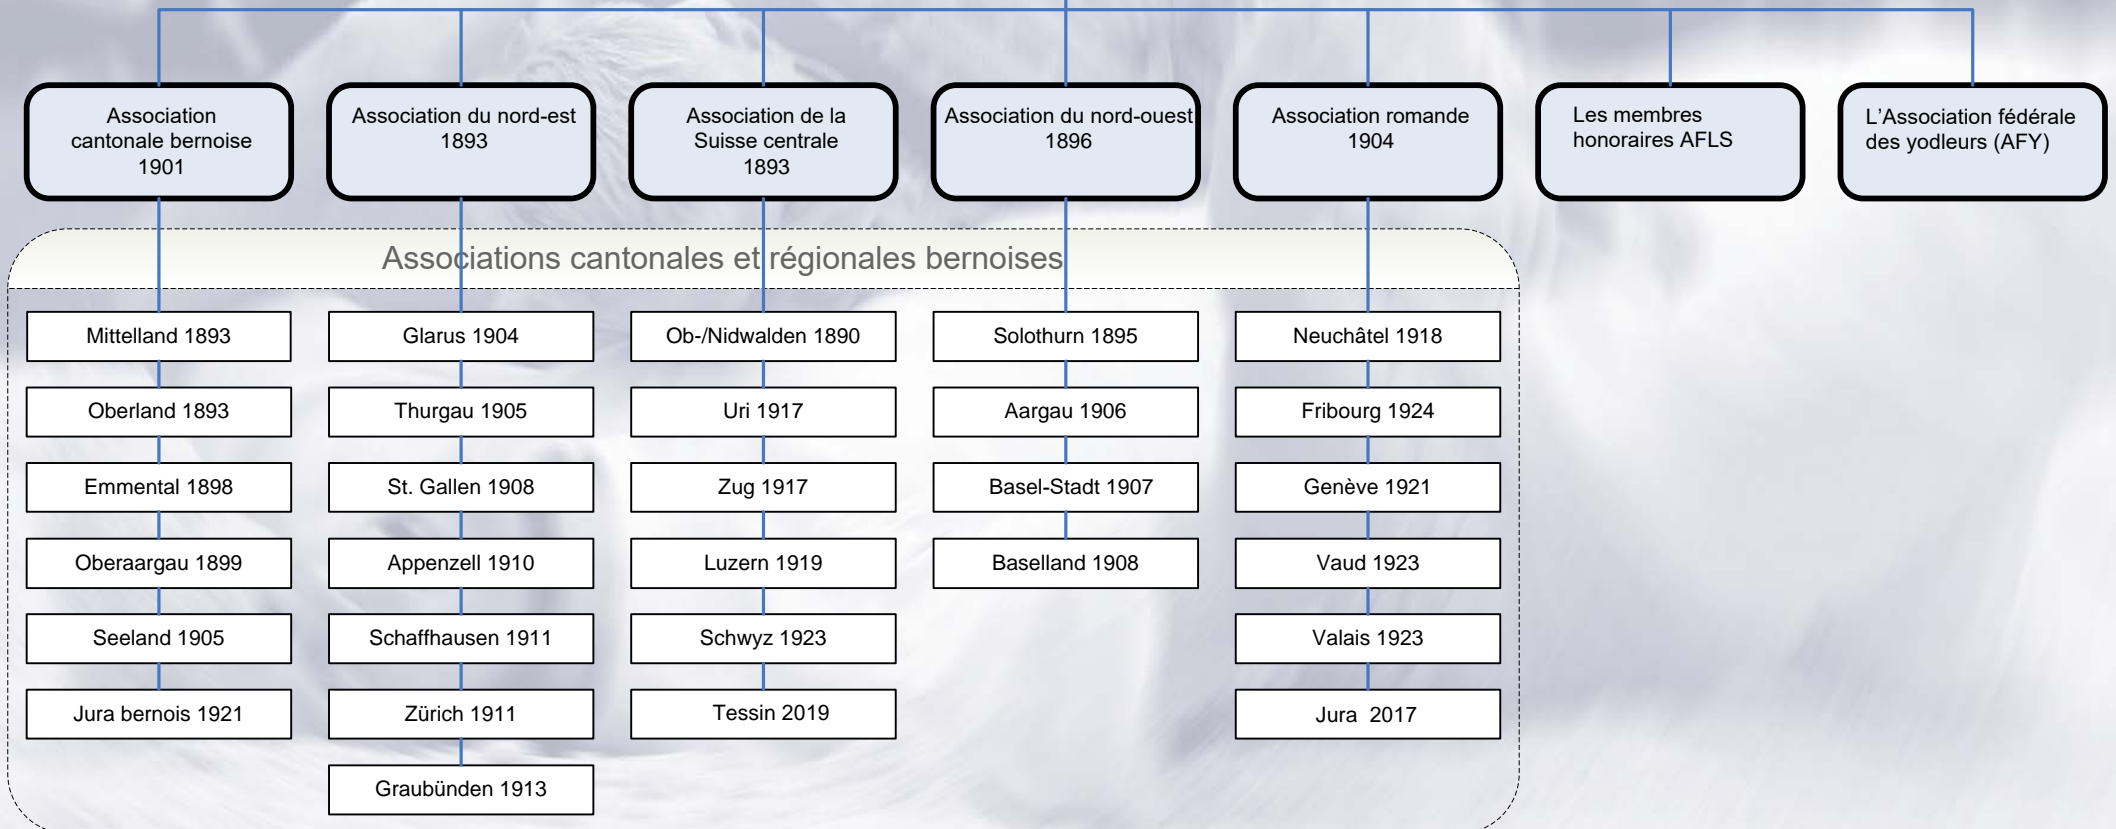 Association
cantonale bernoise
1901
Association du nord-est
1893
Association de la
Suisse centrale
1893
Association du nord-ouest
1896
Association romande
1904
Les membres
honoraires AFLS
L'Association fédérale
des yodleurs (AFY)
Associations cantonales et régionales bernoises
Mittelland 1893
Oberland 1893
Emmental 1898
Oberaargau 1899
Seeland 1905
Jura bernois 1921
Glarus 1904
Thurgau 1905
St. Gallen 1908
Appenzell 1910
Schaffhausen 1911
Zürich 1911
Graubünden 1913
Ob-/Nidwalden 1890
Uri 1917
Zug 1917
Luzern 1919
Schwyz 1923
Tessin 2019
Solothurn 1895
Aargau 1906
Basel-Stadt 1907
Baselland 1908
Neuchâtel 1918
Fribourg 1924
Genève 1921
Vaud 1923
Valais 1923
Jura  2017